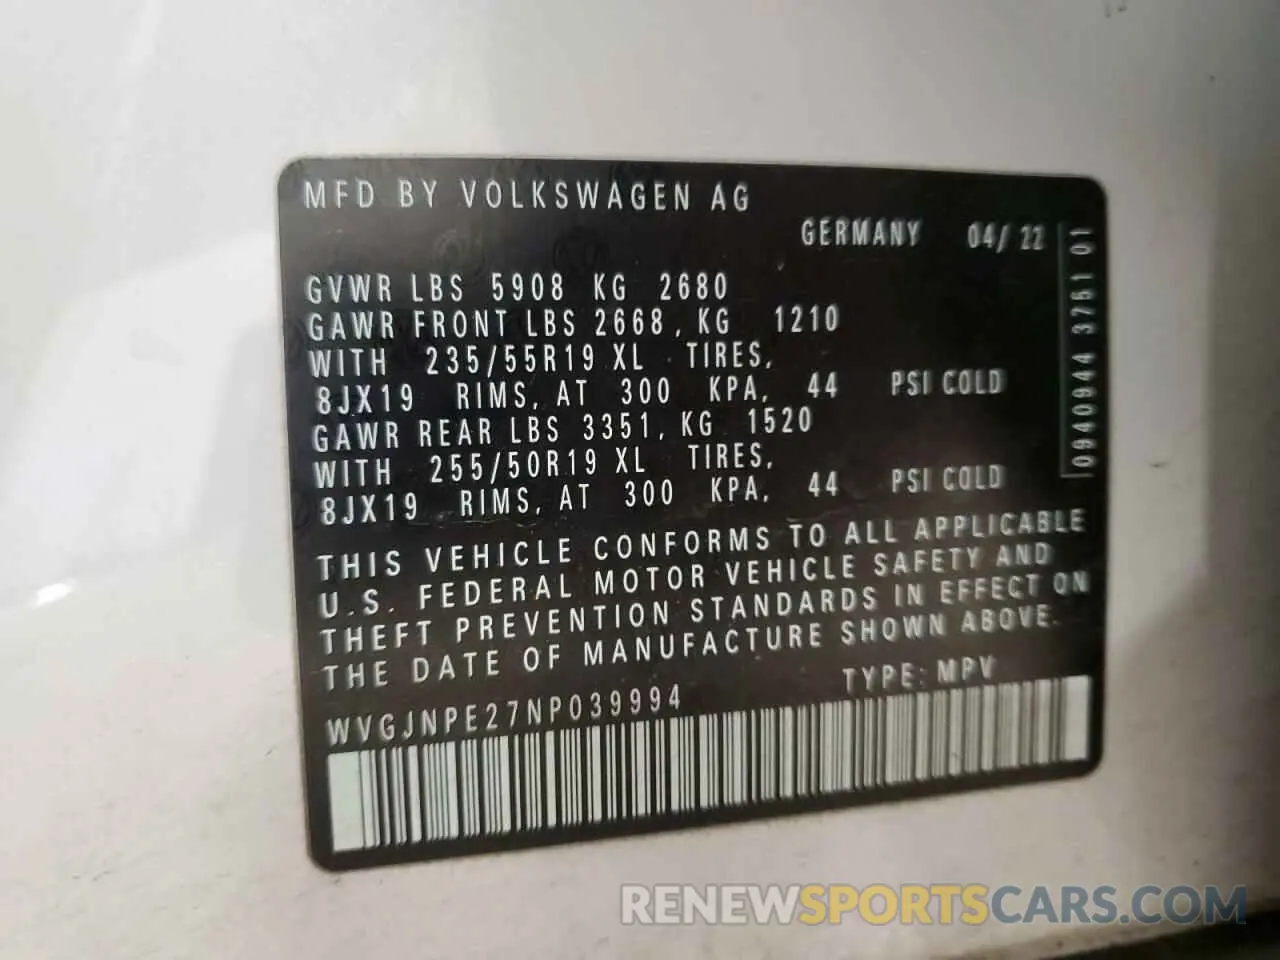 MFD BY VOLKSWAGEN AG
GERMANY 04/ 22
GVWR LBS 5908 KG 2680
GAWR FRONT LBS 2668, KG 1210
WITH 235/55R19 XL TIRES,
8JX19 RIMS, AT 300 KPA, 44 PSI COLD
GAWR REAR LBS 3351, KG 1520
WITH 255/50R19 XL TIRES,
8JX19 RIMS, AT 300 KPA, 44 PSI COLD
THIS VEHICLE CONFORMS TO ALL APPLICABLE
U.S. FEDERAL MOTOR VEHICLE SAFETY AND
THEFT PREVENTION STANDARDS IN EFFECT ON
THE DATE OF MANUFACTURE SHOWN ABOVE.
WVGJNPE27NP039994 TYPE: MPV
094094 4 3751 01
RENEWSPORTSCARS.COM